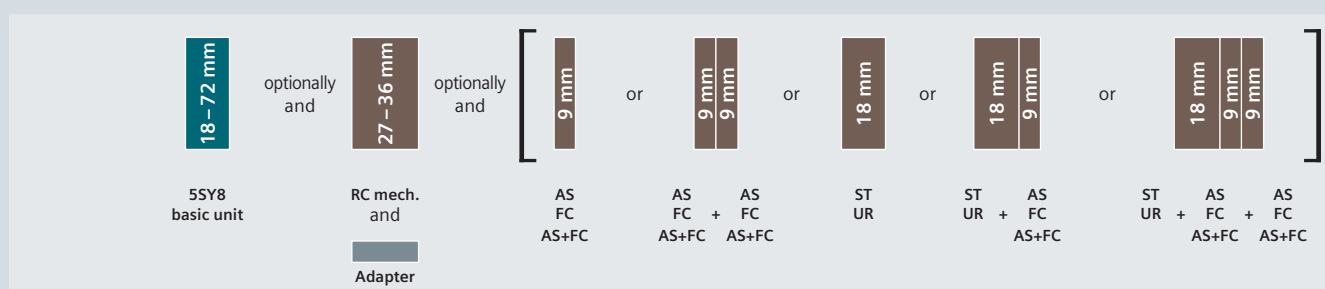 18–72 mm
optionally
and
27–36 mm
optionally
and
9 mm
or
9 mm
9 mm
or
18 mm
or
18 mm
9 mm
or
18 mm
9 mm
9 mm
5SY8
basic unit
RC mech.
and
Adapter
AS
FC
AS+FC
AS AS
FC + FC
AS+FC AS+FC
ST
UR
ST AS
UR + FC
AS+FC
ST AS AS
UR + FC + FC
AS+FC AS+FC